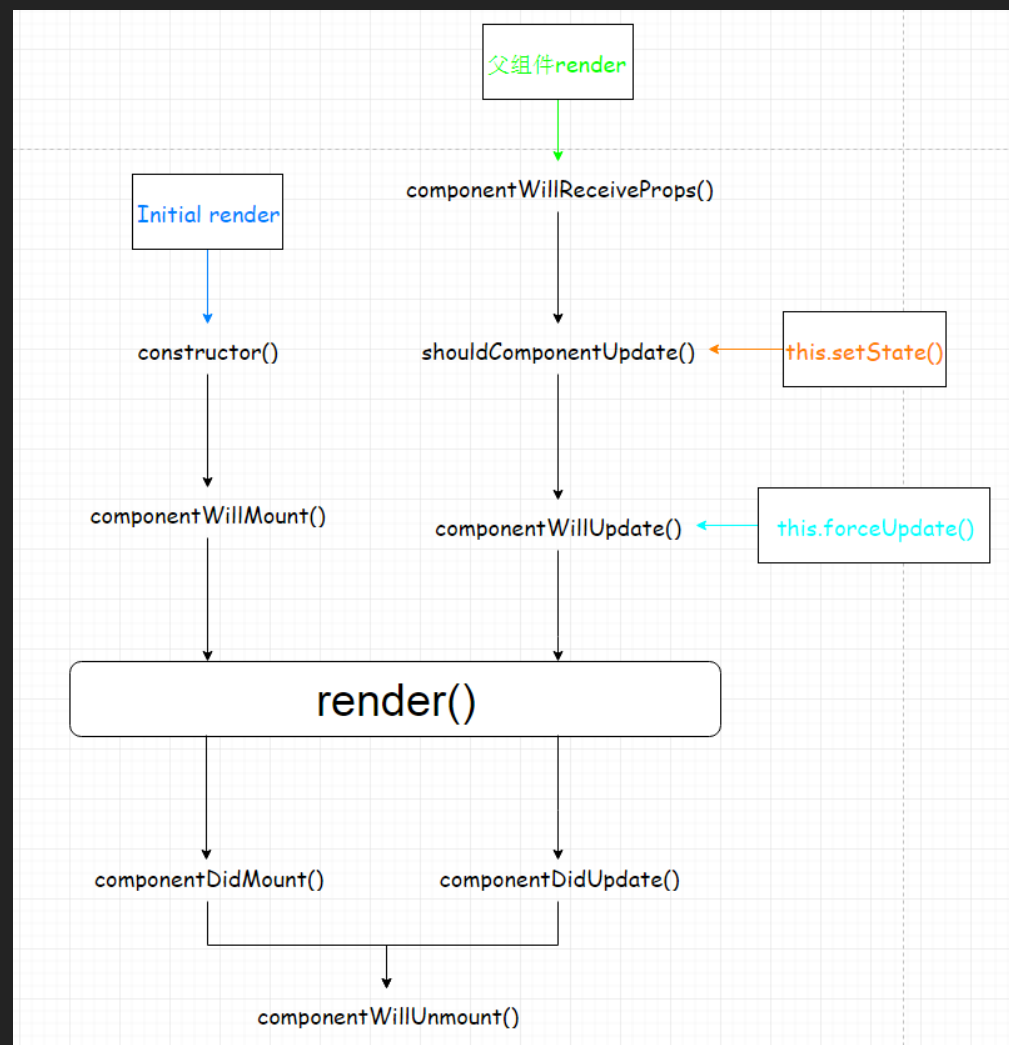 父组件render
componentWillReceiveProps()
Initial render
constructor()
shouldComponentUpdate()
this.setState()
componentWillMount()
componentWillUpdate()
this.forceUpdate()
render()
componentDidMount()
componentDidUpdate()
componentWillUnmount()